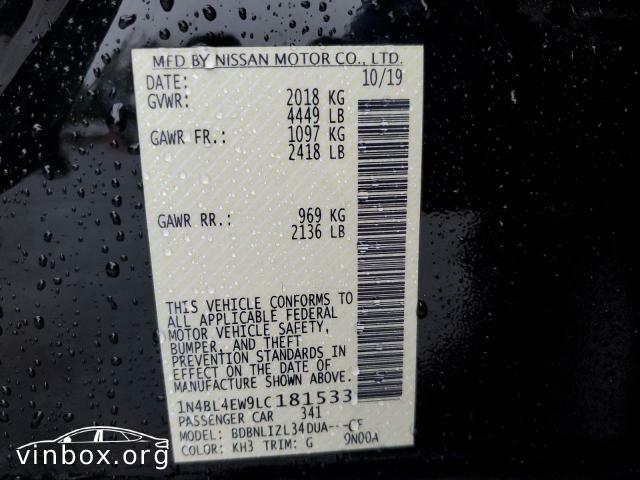 MFD BY NISSAN MOTOR CO., LTD.
DATE: 10/19
GVWR: 2018 KG
4449 LB
GAWR FR.: 1097 KG
2418 LB
GAWR RR.: 969 KG
2136 LB
THIS VEHICLE CONFORMS TO
ALL APPLICABLE FEDERAL
MOTOR VEHICLE SAFETY,
BUMPER, AND THEFT
PREVENTION STANDARDS IN
EFFECT ON THE DATE OF
MANUFACTURE SHOWN ABOVE.
1N4BL4EW9LC181533
PASSENGER CAR 341
MODEL: BDBNLIZL34DUA---CF
COLOR: KH3 TRIM: G 9N00A
vinbox.org